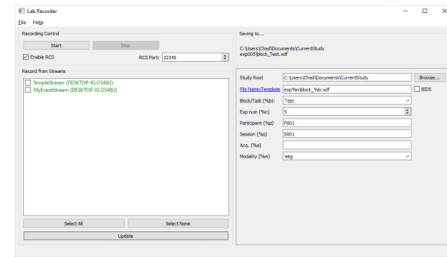 Lab Recorder
File Help
Recording Control
Start Stop
Enable RCS RCS Port: 22345
Record from Streams
SimpleStream (DESKTOP-KLO54BU)
MyEventStream (DESKTOP-KLO54BU)
Select All Select None
Update
Saving to...
C:/Users/Chad/Documents/CurrentStudy
exp005\block_Test.xdf
Study Root C:/Users/Chad/Documents/CurrentStudy Browse...
File Name/Template exp%n\block_%b.xdf BIDS
Block/Task (%b): Test
Exp num (%n) 5
Participant (%p) P001
Session (%s) S001
Acq. (%a)
Modality (%m) eeg